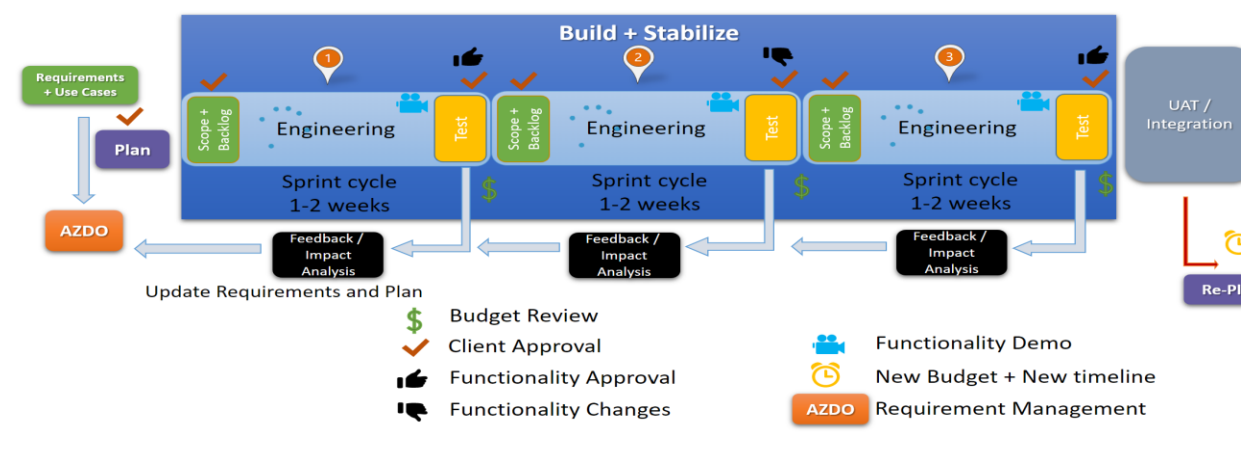 Build + Stabilize
1
2
3
Requirements
+ Use Cases
Plan
AZDO
Scope +
Backlog
Engineering
Test
Sprint cycle
1-2 weeks
$
Scope +
Backlog
Engineering
Test
Sprint cycle
1-2 weeks
$
Scope +
Backlog
Engineering
Test
Sprint cycle
1-2 weeks
$
UAT /
Integration
Feedback /
Impact
Analysis
Feedback /
Impact
Analysis
Feedback /
Impact
Analysis
Re-Pl
Update Requirements and Plan
$ Budget Review
Client Approval
Functionality Approval
Functionality Changes
Functionality Demo
New Budget + New timeline
AZDO Requirement Management